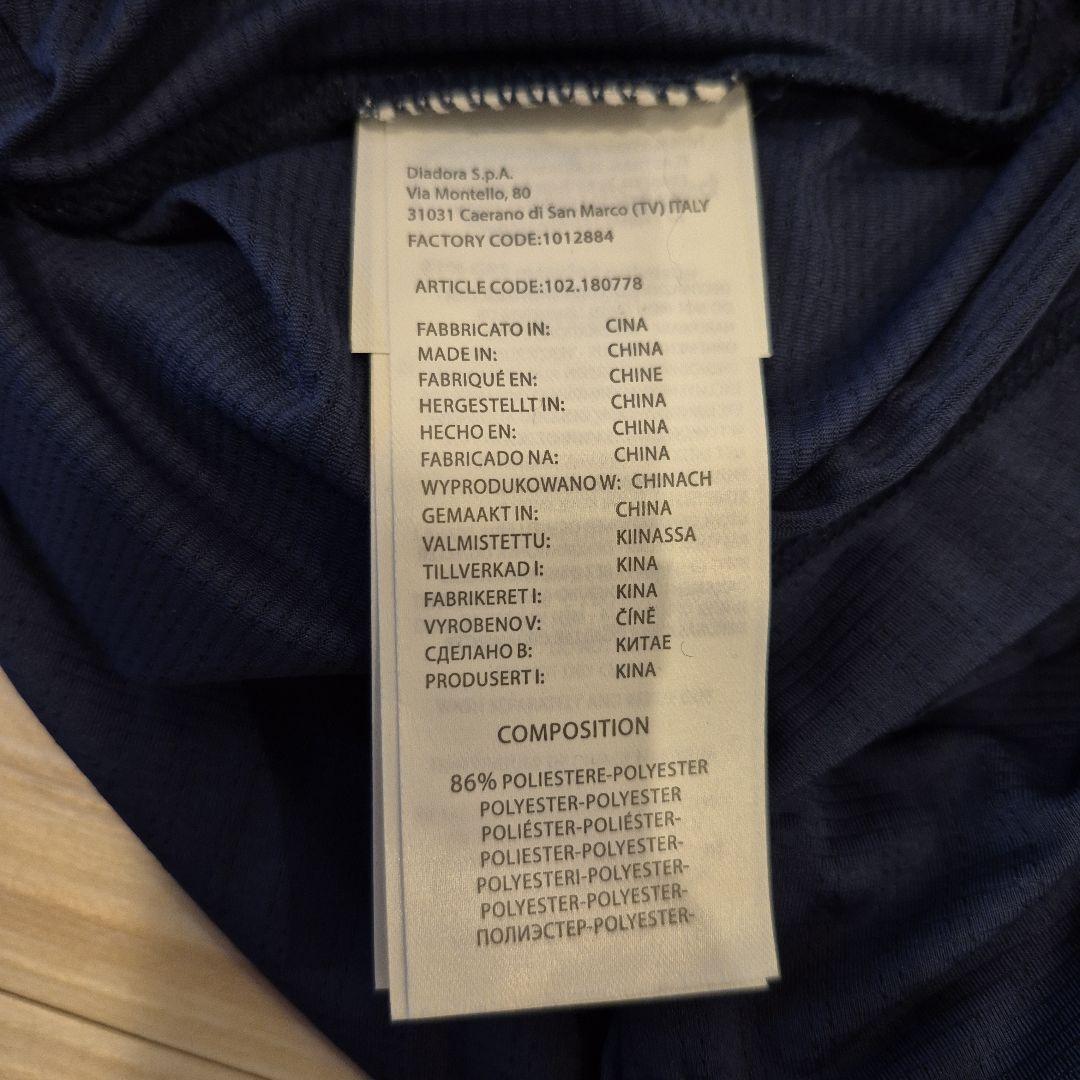 Diadora S.p.A.
Via Montello, 80
31031 Caerano di San Marco (TV) ITALY
FACTORY CODE:1012884
ARTICLE CODE:102.180778
FABBRICATO IN: CINA
MADE IN: CHINA
FABRIQUÉ EN: CHINE
HERGESTELLT IN: CHINA
HECHO EN: CHINA
FABRICADO NA: CHINA
WYPRODUKOWANO W: CHINACH
GEMAAKT IN: CHINA
VALMISTETTU: KIINASSA
TILLVERKAD I: KINA
FABRIKERET I: KINA
VYROBENO V: ČÍNĚ
СДЕЛАНО В: КИТАЕ
PRODUSERT I: KINA
COMPOSITION
86% POLIESTERE-POLYESTER
POLYESTER-POLYESTER
POLIÉSTER-POLIÉSTER-
POLIESTER-POLYESTER-
POLYESTERI-POLYESTER-
POLYESTER-POLYESTER-
ПОЛИЭСТЕР-POLYESTER-